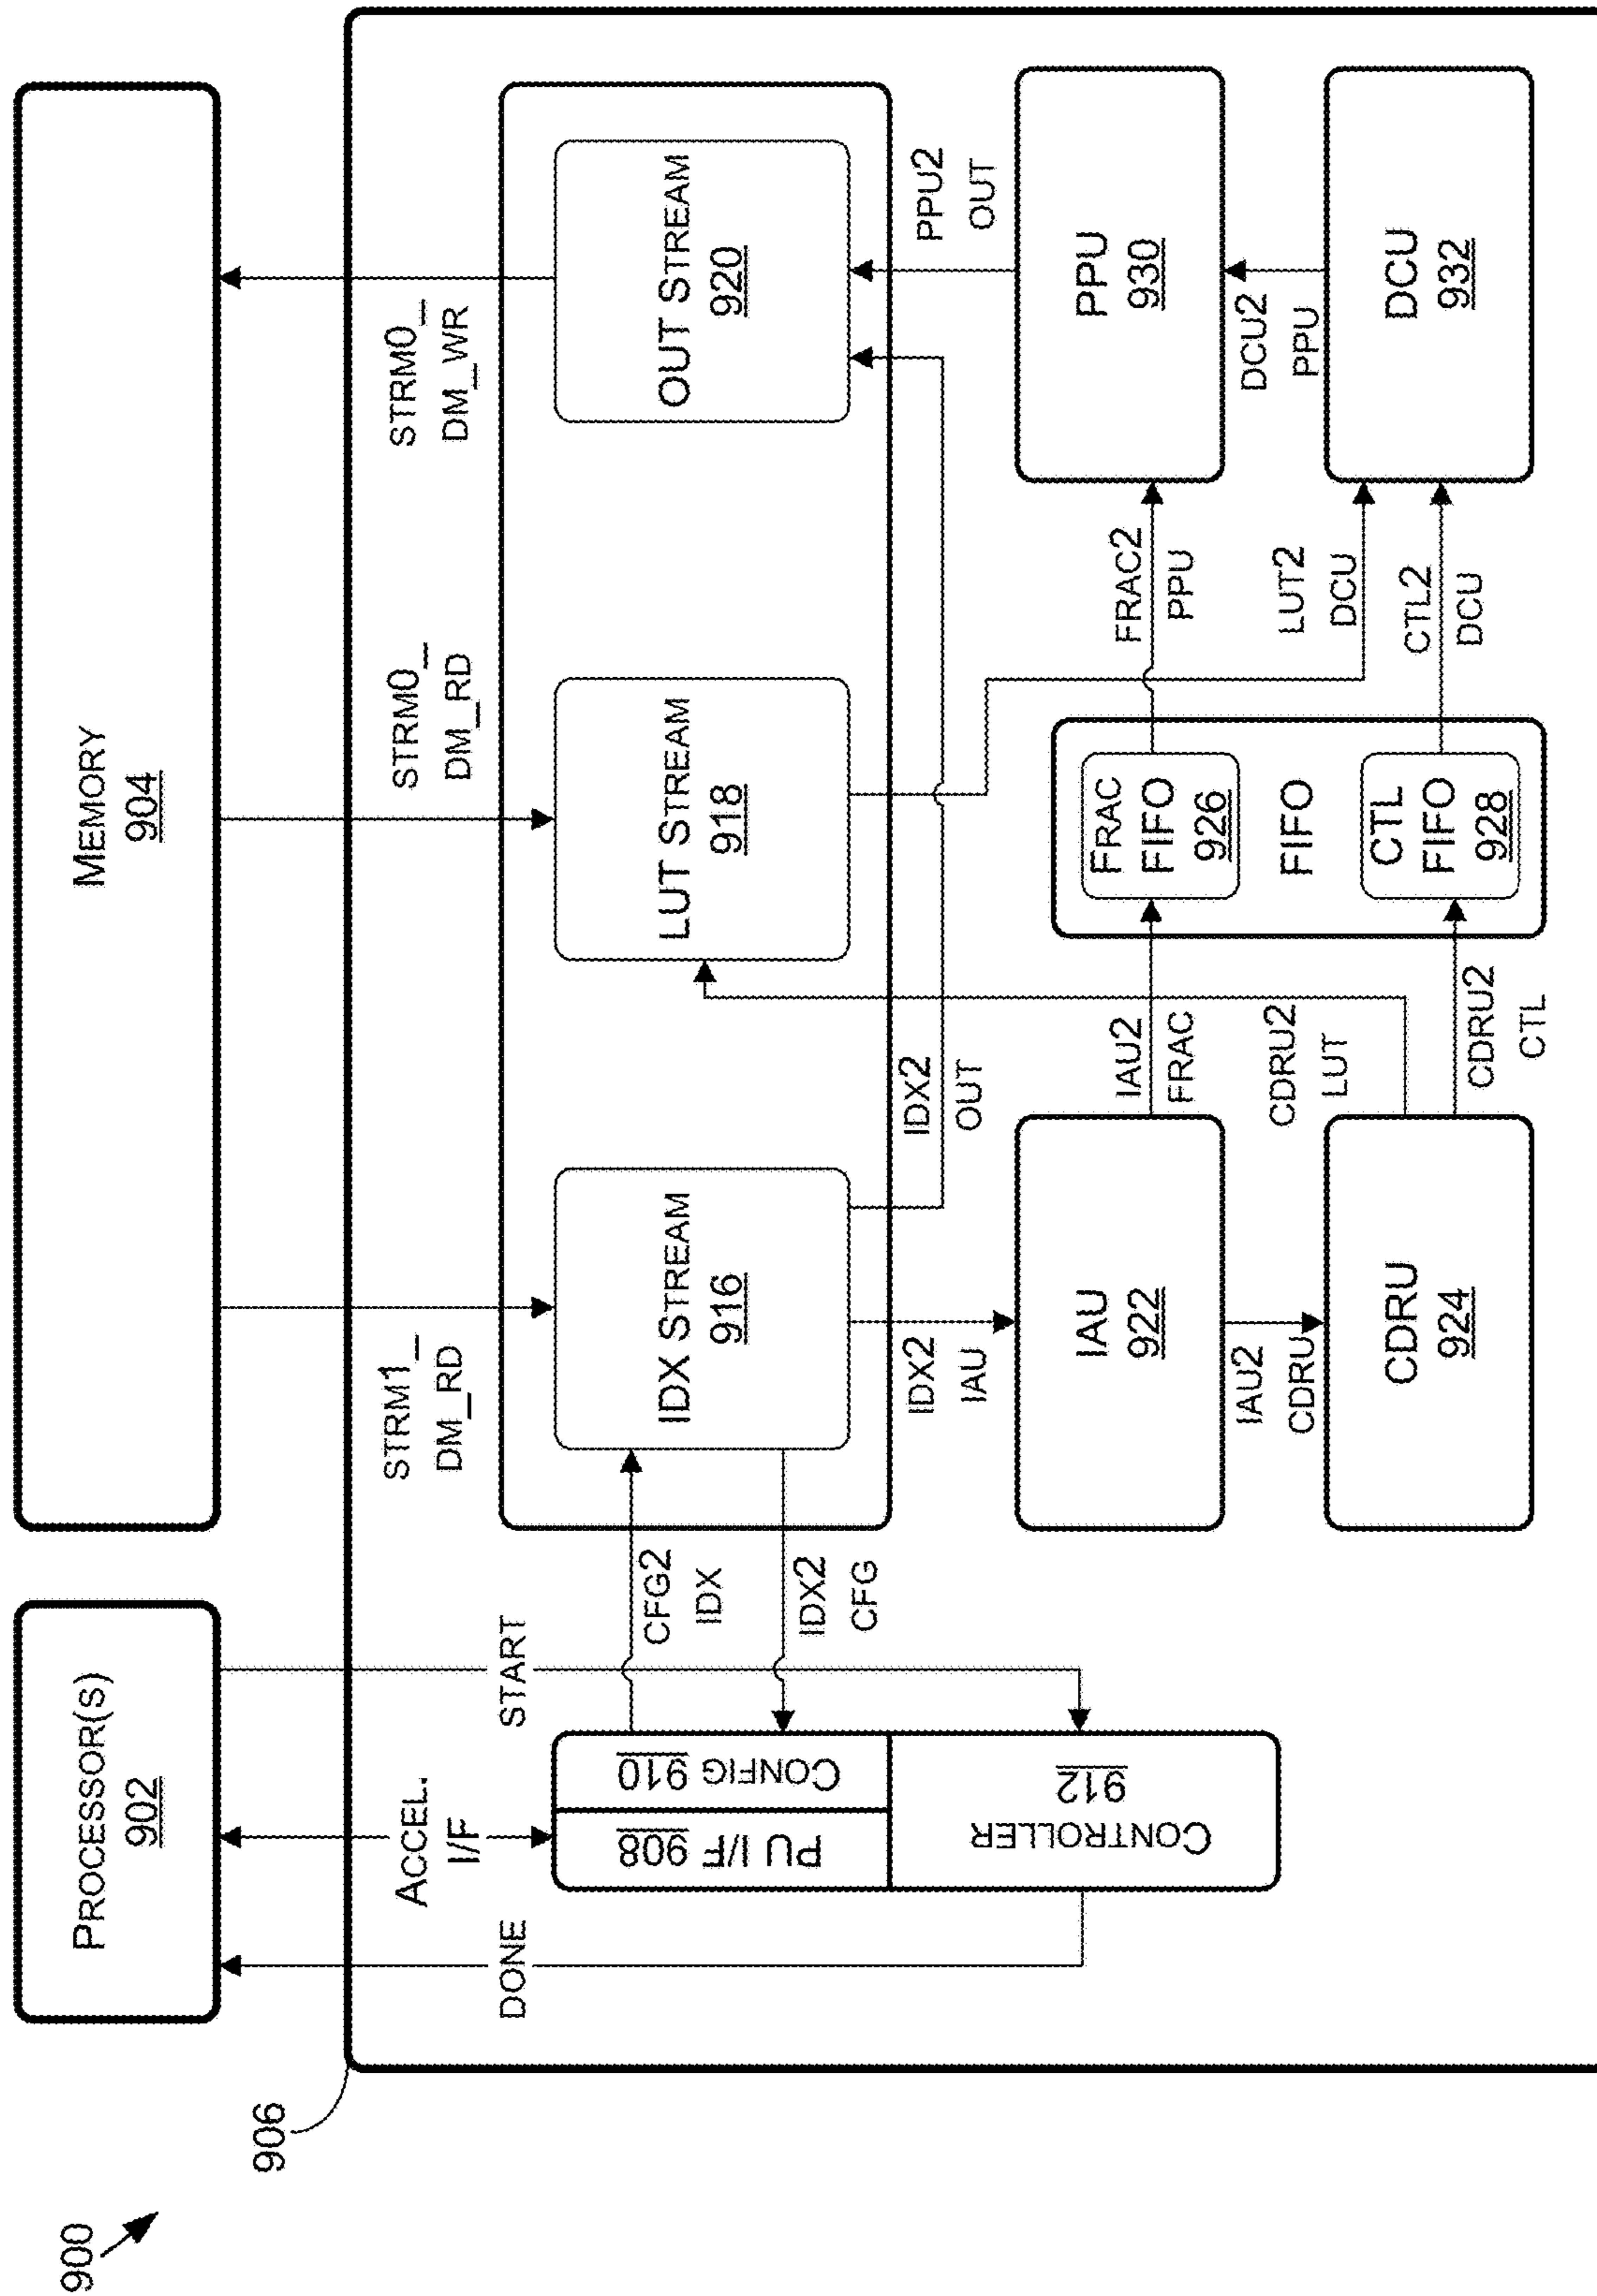 900
906
PROCESSOR(S)
902
MEMORY
904
DONE
ACCEL.
I/F
START
STRM1_
DM_RD
STRM0_
DM_RD
STRM0_
DM_WR
PU I/F 908
CONFIG 910
CONTROLLER
912
CFG2
IDX
IDX2
CFG
IDX STREAM
916
LUT STREAM
918
OUT STREAM
920
IDX2
IAU
IDX2
OUT
PPU2
OUT
IAU
922
IAU2
FRAC
FRAC
FIFO
926
FIFO
CTL
FIFO
928
FRAC2
PPU
PPU
930
IAU2
CDRU
CDRU2
LUT
LUT2
DCU
DCU2
PPU
CDRU
924
CDRU2
CTL
CTL2
DCU
DCU
932